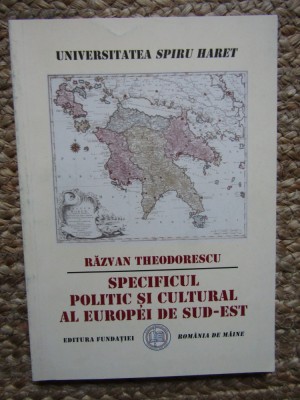 UNIVERSITATEA SPIRU HARET
RĂZVAN THEODORESCU
SPECIFICUL
POLITIC ȘI CULTURAL
AL EUROPEI DE SUD-EST
EDITURA FUNDAȚIEI ROMÂNIA DE MÂINE